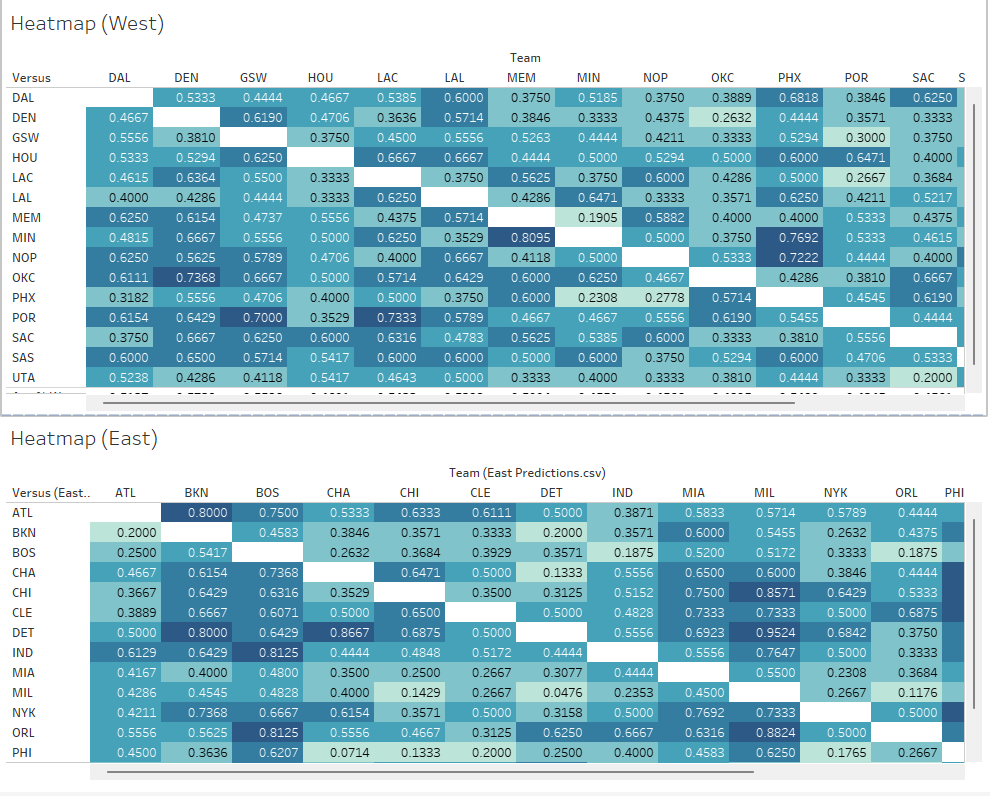 Heatmap (West)
Team
Versus DAL DEN GSW HOU LAC LAL MEM MIN NOP OKC PHX POR SAC S
DAL 0.5333 0.4444 0.4667 0.5385 0.6000 0.3750 0.5185 0.3750 0.3889 0.6818 0.3846 0.6250
DEN 0.4667 0.6190 0.4706 0.3636 0.5714 0.3846 0.3333 0.4375 0.2632 0.4444 0.3571 0.3333
GSW 0.5556 0.3810 0.3750 0.4500 0.5556 0.5263 0.4444 0.4211 0.3333 0.5294 0.3000 0.3750
HOU 0.5333 0.5294 0.6250 0.6667 0.6667 0.4444 0.5000 0.5294 0.5000 0.6000 0.6471 0.4000
LAC 0.4615 0.6364 0.5500 0.3333 0.3750 0.5625 0.3750 0.6000 0.4286 0.5000 0.2667 0.3684
LAL 0.4000 0.4286 0.4444 0.3333 0.6250 0.4286 0.6471 0.3333 0.3571 0.6250 0.4211 0.5217
MEM 0.6250 0.6154 0.4737 0.5556 0.4375 0.5714 0.1905 0.5882 0.4000 0.4000 0.5333 0.4375
MIN 0.4815 0.6667 0.5556 0.5000 0.6250 0.3529 0.8095 0.5000 0.3750 0.7692 0.5333 0.4615
NOP 0.6250 0.5625 0.5789 0.4706 0.4000 0.6667 0.4118 0.5000 0.5333 0.7222 0.4444 0.4000
OKC 0.6111 0.7368 0.6667 0.5000 0.5714 0.6429 0.6000 0.6250 0.4667 0.4286 0.3810 0.6667
PHX 0.3182 0.5556 0.4706 0.4000 0.5000 0.3750 0.6000 0.2308 0.2778 0.5714 0.4545 0.6190
POR 0.6154 0.6429 0.7000 0.3529 0.7333 0.5789 0.4667 0.4667 0.5556 0.6190 0.5455 0.4444
SAC 0.3750 0.6667 0.6250 0.6000 0.6316 0.4783 0.5625 0.5385 0.6000 0.3333 0.3810 0.5556
SAS 0.6000 0.6500 0.5714 0.5417 0.6000 0.6000 0.5000 0.6000 0.3750 0.5294 0.6000 0.4706 0.5333
UTA 0.5238 0.4286 0.4118 0.5417 0.4643 0.5000 0.3333 0.4000 0.3333 0.3810 0.4444 0.3333 0.2000
Heatmap (East)
Team (East Predictions.csv)
Versus (East.. ATL BKN BOS CHA CHI CLE DET IND MIA MIL NYK ORL PHI
ATL 0.8000 0.7500 0.5333 0.6333 0.6111 0.5000 0.3871 0.5833 0.5714 0.5789 0.4444
BKN 0.2000 0.4583 0.3846 0.3571 0.3333 0.2000 0.3571 0.6000 0.5455 0.2632 0.4375
BOS 0.2500 0.5417 0.2632 0.3684 0.3929 0.3571 0.1875 0.5200 0.5172 0.3333 0.1875
CHA 0.4667 0.6154 0.7368 0.6471 0.5000 0.1333 0.5556 0.6500 0.6000 0.3846 0.4444
CHI 0.3667 0.6429 0.6316 0.3529 0.3500 0.3125 0.5152 0.7500 0.8571 0.6429 0.5333
CLE 0.3889 0.6667 0.6071 0.5000 0.6500 0.5000 0.4828 0.7333 0.7333 0.5000 0.6875
DET 0.5000 0.8000 0.6429 0.8667 0.6875 0.5000 0.5556 0.6923 0.9524 0.6842 0.3750
IND 0.6129 0.6429 0.8125 0.4444 0.4848 0.5172 0.4444 0.5556 0.7647 0.5000 0.3333
MIA 0.4167 0.4000 0.4800 0.3500 0.2500 0.2667 0.3077 0.4444 0.5500 0.2308 0.3684
MIL 0.4286 0.4545 0.4828 0.4000 0.1429 0.2667 0.0476 0.2353 0.4500 0.2667 0.1176
NYK 0.4211 0.7368 0.6667 0.6154 0.3571 0.5000 0.3158 0.5000 0.7692 0.7333 0.5000
ORL 0.5556 0.5625 0.8125 0.5556 0.4667 0.3125 0.6250 0.6667 0.6316 0.8824 0.5000
PHI 0.4500 0.3636 0.6207 0.0714 0.1333 0.2000 0.2500 0.4000 0.4583 0.6250 0.1765 0.2667